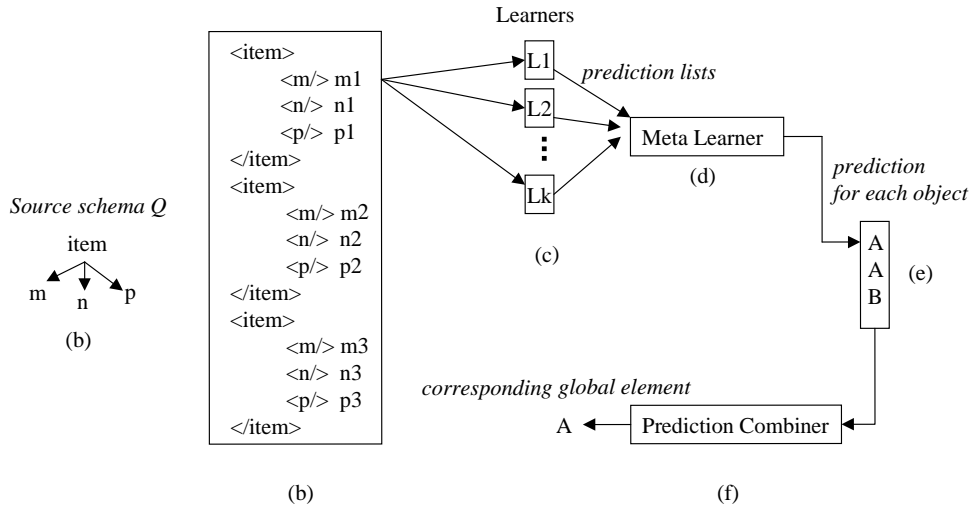 Source schema Q
item
m
n
p
(b)
<item>
<m/> m1
<n/> n1
<p/> p1
</item>
<item>
<m/> m2
<n/> n2
<p/> p2
</item>
<item>
<m/> m3
<n/> n3
<p/> p3
</item>
(b)
Learners
L1
L2
Lk
(c)
prediction lists
Meta Learner
(d)
prediction
for each object
A
A
B
(e)
corresponding global element
A
Prediction Combiner
(f)